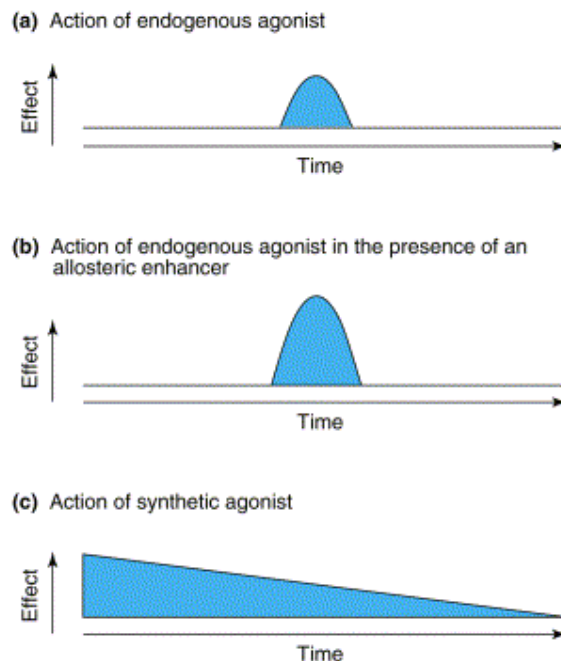 (a) Action of endogenous agonist
Effect
Time
(b) Action of endogenous agonist in the presence of an
allosteric enhancer
Effect
Time
(c) Action of synthetic agonist
Effect
Time